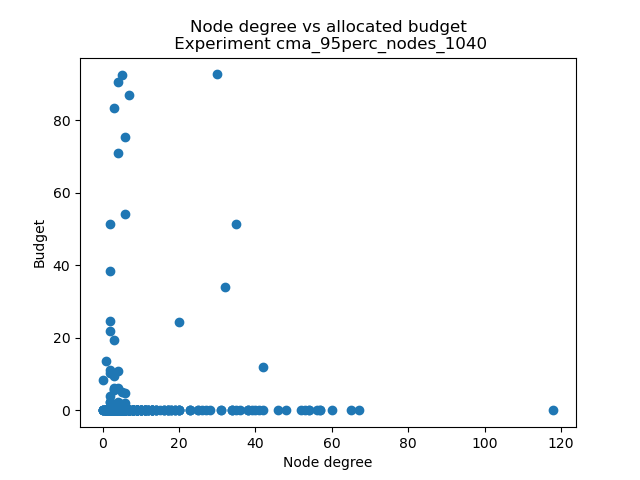 Node degree vs allocated budget
Experiment cma_95perc_nodes_1040
Budget
80
60
40
20
0
0 20 40 60 80 100 120
Node degree